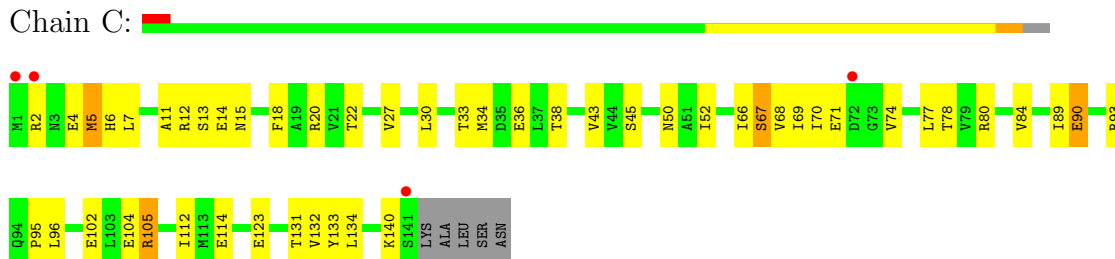 Chain C:
M1 R2 N3 E4 M5 H6 L7 A11 R12 S13 E14 N15 F18 A19 R20 V21 T22 V27 L30 T33 M34 D35 E36 L37 T38 V43 V44 S45 N50 A51 I52 I66 S67 V68 I69 I70 E71 D72 G73 V74 L77 T78 V79 R80 V84 I89 E90
Q94 P95 L96 E102 L103 E104 R105 I112 M113 E114 E123 T131 V132 Y133 L134 K140 S141 LYS ALA LEU SER ASN